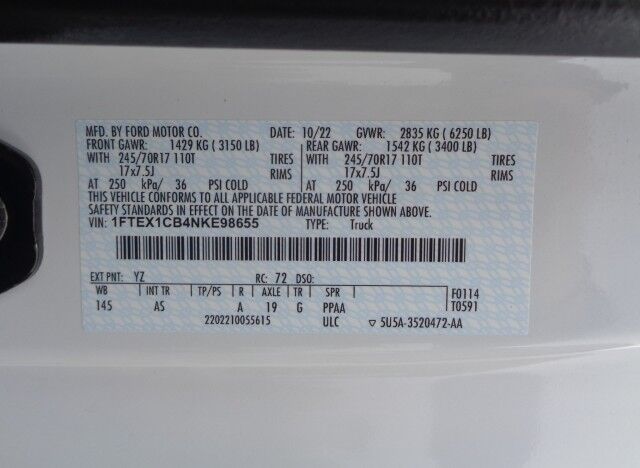 MFD. BY FORD MOTOR CO. DATE: 10/22 GVWR: 2835 KG ( 6250 LB)
FRONT GAWR: 1429 KG ( 3150 LB) REAR GAWR: 1542 KG ( 3400 LB)
WITH 245/70R17 110T TIRES WITH 245/70R17 110T TIRES
17x7.5J RIMS 17x7.5J RIMS
AT 250 kPa/ 36 PSI COLD AT 250 kPa/ 36 PSI COLD
THIS VEHICLE CONFORMS TO ALL APPLICABLE FEDERAL MOTOR VEHICLE
SAFETY STANDARDS IN EFFECT ON THE DATE OF MANUFACTURE SHOWN ABOVE.
VIN: 1FTEX1CB4NKE98655 TYPE: Truck
EXT PNT: YZ RC: 72 DSO:
WB INT TR TP/PS R AXLE TR SPR F0114
145 AS A 19 G PPAA T0591
2202210055615 ULC ▽ 5U5A-3520472-AA